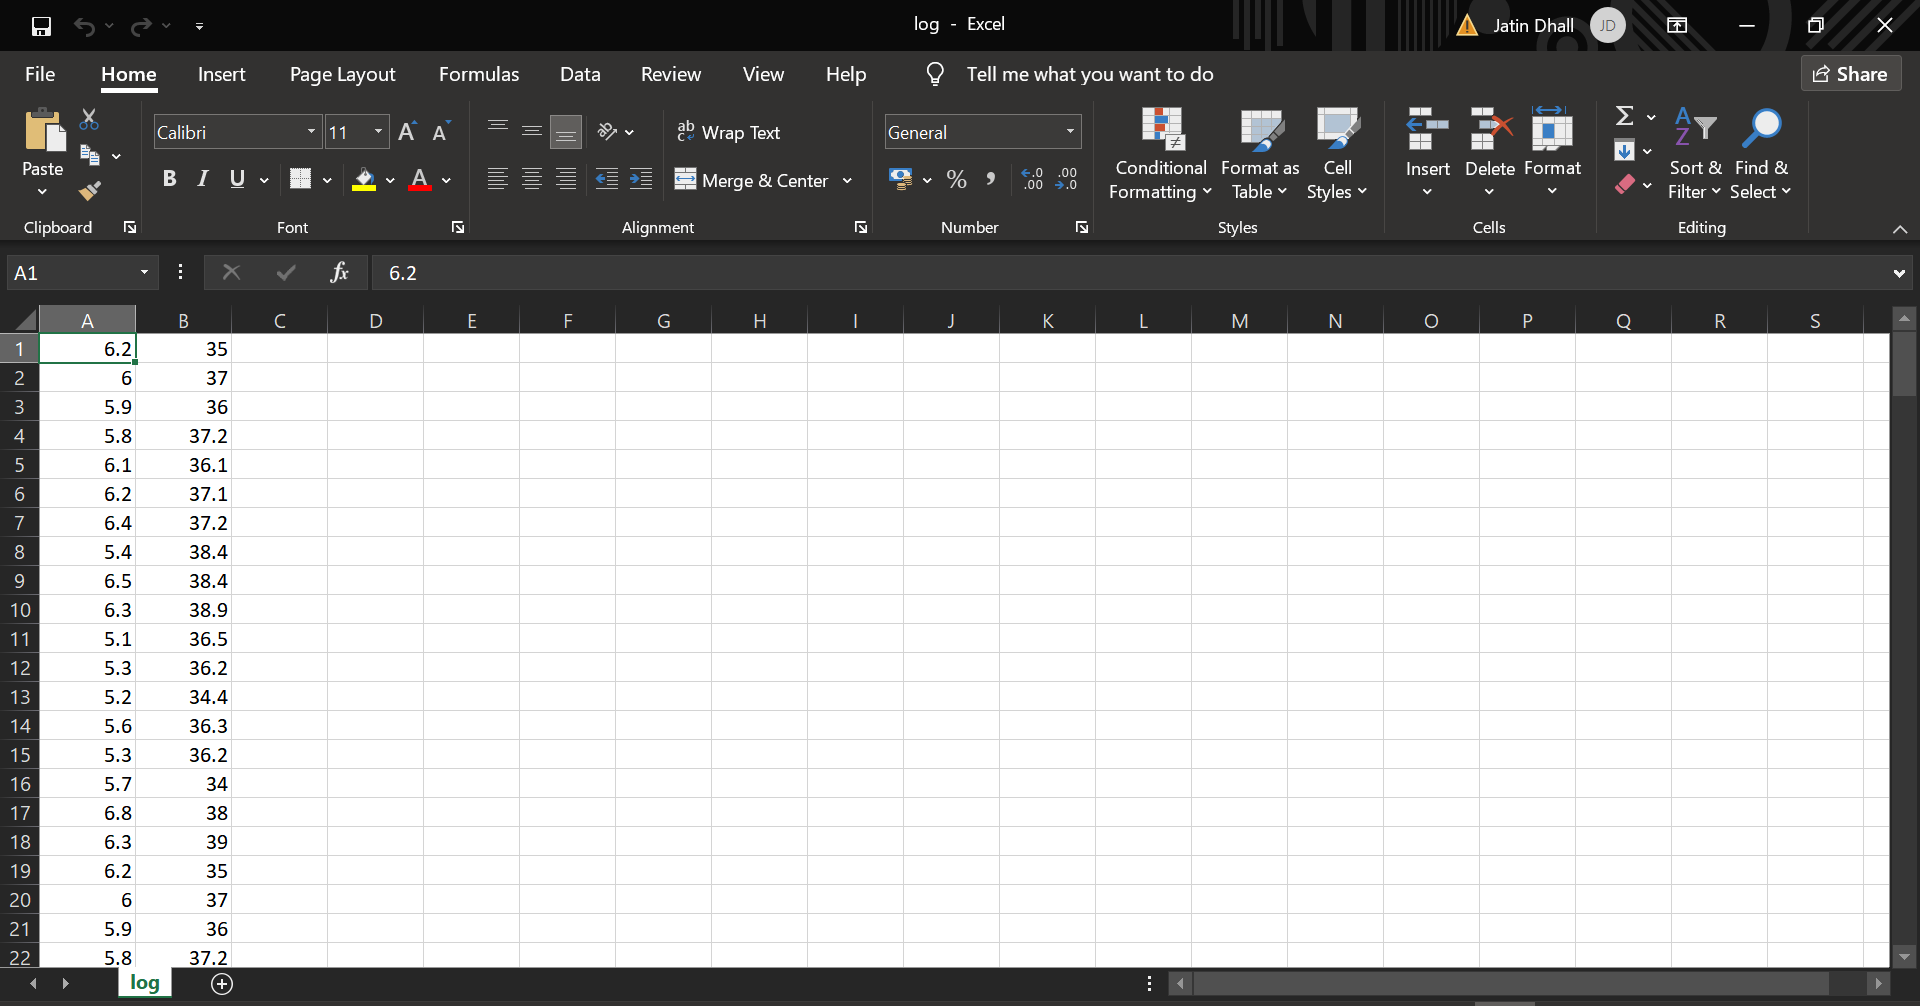 log - Excel
Jatin Dhall JD
File Home Insert Page Layout Formulas Data Review View Help Tell me what you want to do Share
Paste
Clipboard
Calibri 11 A A
B I U A
Font
ab c Wrap Text
Merge & Center
Alignment
General
% , .0 .00 .00 .0
Number
Conditional Formatting
Format as Table
Cell Styles
Styles
Insert Delete Format
Cells
Σ
A Z
Sort & Filter
Find & Select
Editing
A1 fx 6.2
A B C D E F G H I J K L M N O P Q R S
1 6.2 35
2 6 37
3 5.9 36
4 5.8 37.2
5 6.1 36.1
6 6.2 37.1
7 6.4 37.2
8 5.4 38.4
9 6.5 38.4
10 6.3 38.9
11 5.1 36.5
12 5.3 36.2
13 5.2 34.4
14 5.6 36.3
15 5.3 36.2
16 5.7 34
17 6.8 38
18 6.3 39
19 6.2 35
20 6 37
21 5.9 36
22 5.8 37.2
log